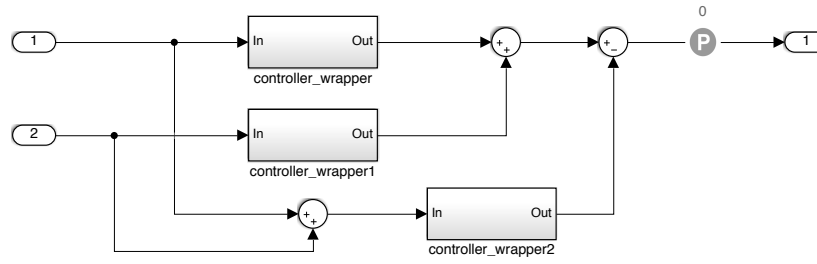 0
1
In
Out
+
+
+
−
P
1
controller_wrapper
2
In
Out
controller_wrapper1
+
+
In
Out
controller_wrapper2